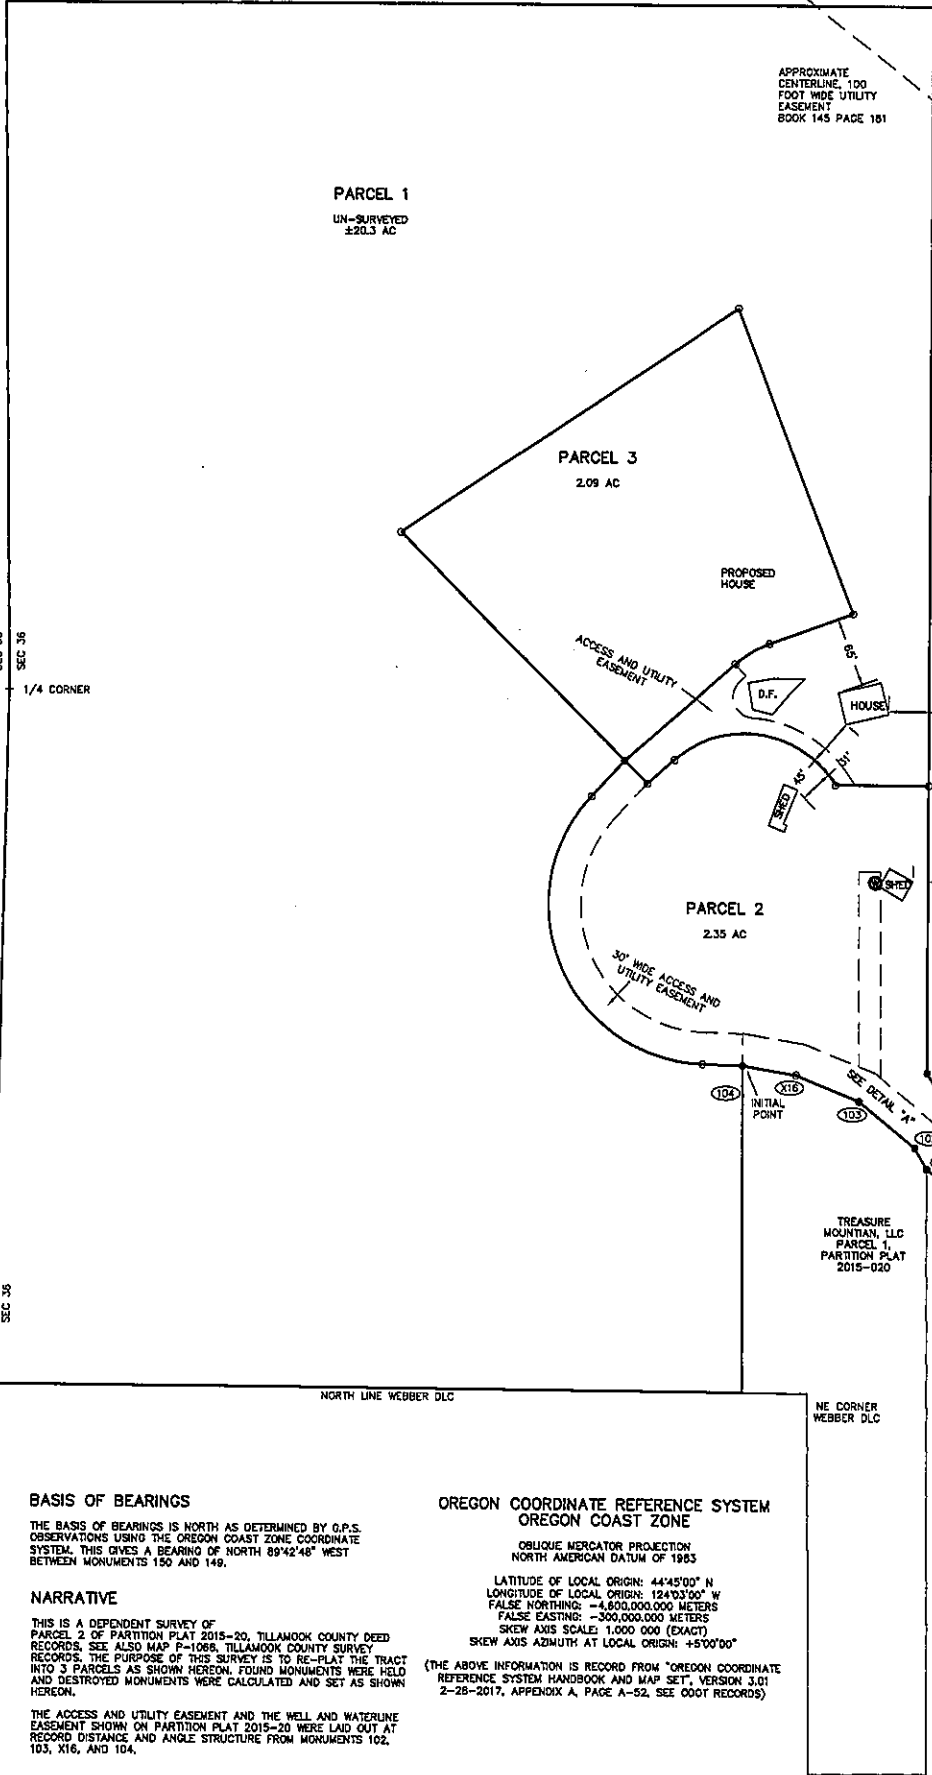 APPROXIMATE
CENTERLINE, 100
FOOT WIDE UTILITY
EASEMENT
BOOK 145 PAGE 181
PARCEL 1
UN-SURVEYED
±20.3 AC
PARCEL 3
2.09 AC
PROPOSED
HOUSE
ACCESS AND UTILITY
EASEMENT
65'
D.F.
HOUSE
SEC 36
1/4 CORNER
45'
31'
SHED
SHED
PARCEL 2
2.35 AC
30' WIDE ACCESS AND
UTILITY EASEMENT
SEE DETAIL "A"
104
INITIAL
POINT
X16
103
10
TREASURE
MOUNTIAN, LLC
PARCEL 1,
PARTITION PLAT
2015-020
NORTH LINE WEBBER DLC
NE CORNER
WEBBER DLC
BASIS OF BEARINGS
THE BASIS OF BEARINGS IS NORTH AS DETERMINED BY G.P.S.
OBSERVATIONS USING THE OREGON COAST ZONE COORDINATE
SYSTEM. THIS GIVES A BEARING OF NORTH 89°42'48" WEST
BETWEEN MONUMENTS 150 AND 149.
NARRATIVE
THIS IS A DEPENDENT SURVEY OF
PARCEL 2 OF PARTITION PLAT 2015-20, TILLAMOOK COUNTY DEED
RECORDS, SEE ALSO MAP P-1066, TILLAMOOK COUNTY SURVEY
RECORDS. THE PURPOSE OF THIS SURVEY IS TO RE-PLAT THE TRACT
INTO 3 PARCELS AS SHOWN HEREON. FOUND MONUMENTS WERE HELD
AND DESTROYED MONUMENTS WERE CALCULATED AND SET AS SHOWN
HEREON.
THE ACCESS AND UTILITY EASEMENT AND THE WELL AND WATERLINE
EASEMENT SHOWN ON PARTITION PLAT 2015-20 WERE LAID OUT AT
RECORD DISTANCE AND ANGLE STRUCTURE FROM MONUMENTS 102,
103, X16, AND 104.
OREGON COORDINATE REFERENCE SYSTEM
OREGON COAST ZONE
OBLIQUE MERCATOR PROJECTION
NORTH AMERICAN DATUM OF 1983
LATITUDE OF LOCAL ORIGIN: 44°45'00" N
LONGITUDE OF LOCAL ORIGIN: 124°03'00" W
FALSE NORTHING: -4,600,000.000 METERS
FALSE EASTING: -300,000.000 METERS
SKEW AXIS SCALE: 1.000 000 (EXACT)
SKEW AXIS AZIMUTH AT LOCAL ORIGIN: +5°00'00"
(THE ABOVE INFORMATION IS RECORD FROM "OREGON COORDINATE
REFERENCE SYSTEM HANDBOOK AND MAP SET", VERSION 3.01
2-28-2017, APPENDIX A, PAGE A-52, SEE ODOT RECORDS)